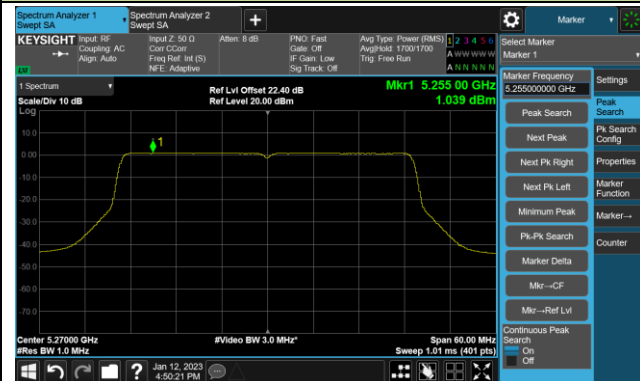 Spectrum Analyzer 1
Swept SA
Spectrum Analyzer 2
Swept SA
+
Marker
KEYSIGHT
Input: RF
Coupling: AC
Align: Auto
Input Z: 50 Ω
Corr CCorr
Freq Ref: Int (S)
NFE: Adaptive
Atten: 8 dB
PNO: Fast
Gate: Off
IF Gain: Low
Sig Track: Off
Avg Type: Power (RMS)
Avg|Hold: 1700/1700
Trig: Free Run
1 2 3 4 5 6
A W W W W W
A N N N N N
Select Marker
Marker 1
1 Spectrum
Scale/Div 10 dB
Log
Ref Lvl Offset 22.40 dB
Ref Level 20.00 dBm
Mkr1 5.255 00 GHz
1.039 dBm
1
10.0
0.00
-10.0
-20.0
-30.0
-40.0
-50.0
-60.0
-70.0
Center 5.27000 GHz
#Res BW 1.0 MHz
#Video BW 3.0 MHz*
Span 60.00 MHz
Sweep 1.01 ms (401 pts)
Marker Frequency
5.255000000 GHz
Peak Search
Next Peak
Next Pk Right
Next Pk Left
Minimum Peak
Pk-Pk Search
Marker Delta
Mkr→CF
Mkr→Ref Lvl
Continuous Peak
Search
On
Off
Settings
Peak
Search
Pk Search
Config
Properties
Marker
Function
Marker→
Counter
?
Jan 12, 2023
4:50:21 PM